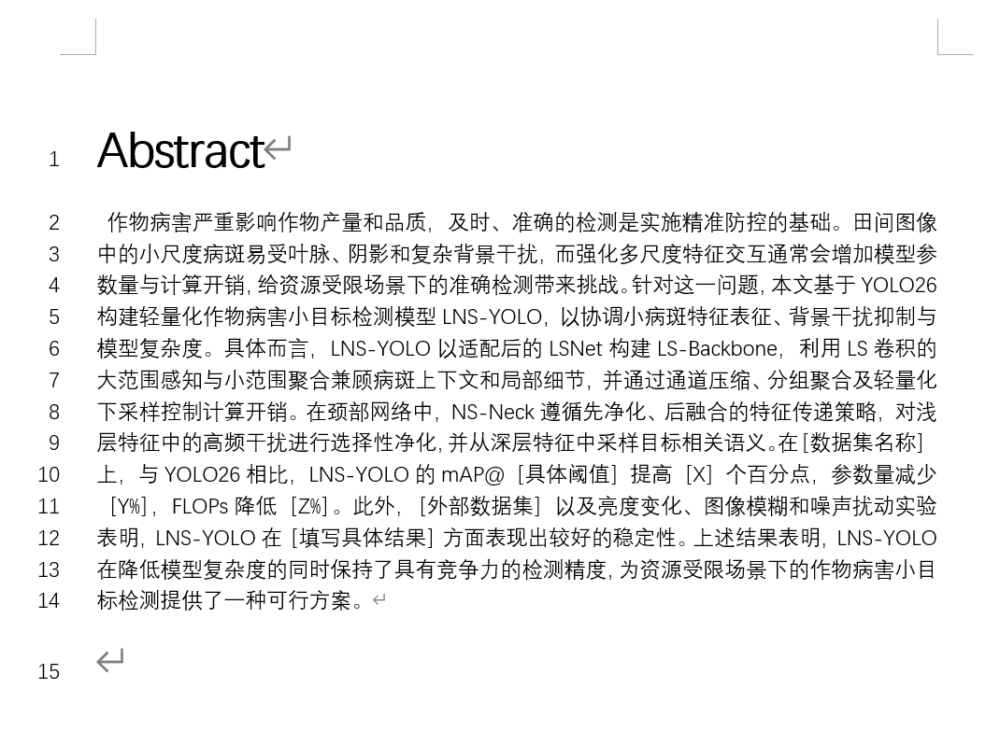 1 Abstract↵
2 作物病害严重影响作物产量和品质，及时、准确的检测是实施精准防控的基础。田间图像
3 中的小尺度病斑易受叶脉、阴影和复杂背景干扰，而强化多尺度特征交互通常会增加模型参
4 数量与计算开销，给资源受限场景下的准确检测带来挑战。针对这一问题，本文基于 YOLO26
5 构建轻量化作物病害小目标检测模型 LNS-YOLO，以协调小病斑特征表征、背景干扰抑制与
6 模型复杂度。具体而言，LNS-YOLO 以适配后的 LSNet 构建 LS-Backbone，利用 LS 卷积的
7 大范围感知与小范围聚合兼顾病斑上下文和局部细节，并通过通道压缩、分组聚合及轻量化
8 下采样控制计算开销。在颈部网络中，NS-Neck 遵循先净化、后融合的特征传递策略，对浅
9 层特征中的高频干扰进行选择性净化，并从深层特征中采样目标相关语义。在［数据集名称］
10 上，与 YOLO26 相比，LNS-YOLO 的 mAP@［具体阈值］提高［X］个百分点，参数量减少
11 ［Y%］，FLOPs 降低［Z%］。此外，［外部数据集］以及亮度变化、图像模糊和噪声扰动实验
12 表明，LNS-YOLO 在［填写具体结果］方面表现出较好的稳定性。上述结果表明，LNS-YOLO
13 在降低模型复杂度的同时保持了具有竞争力的检测精度，为资源受限场景下的作物病害小目
14 标检测提供了一种可行方案。↵
15 ↵